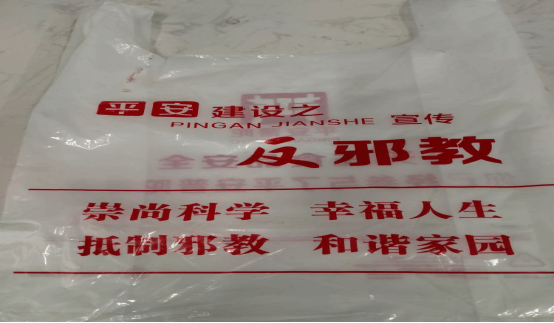 平安建设之 宣传
PINGAN JIANSHE
反邪教
崇尚科学 幸福人生
抵制邪教 和谐家园